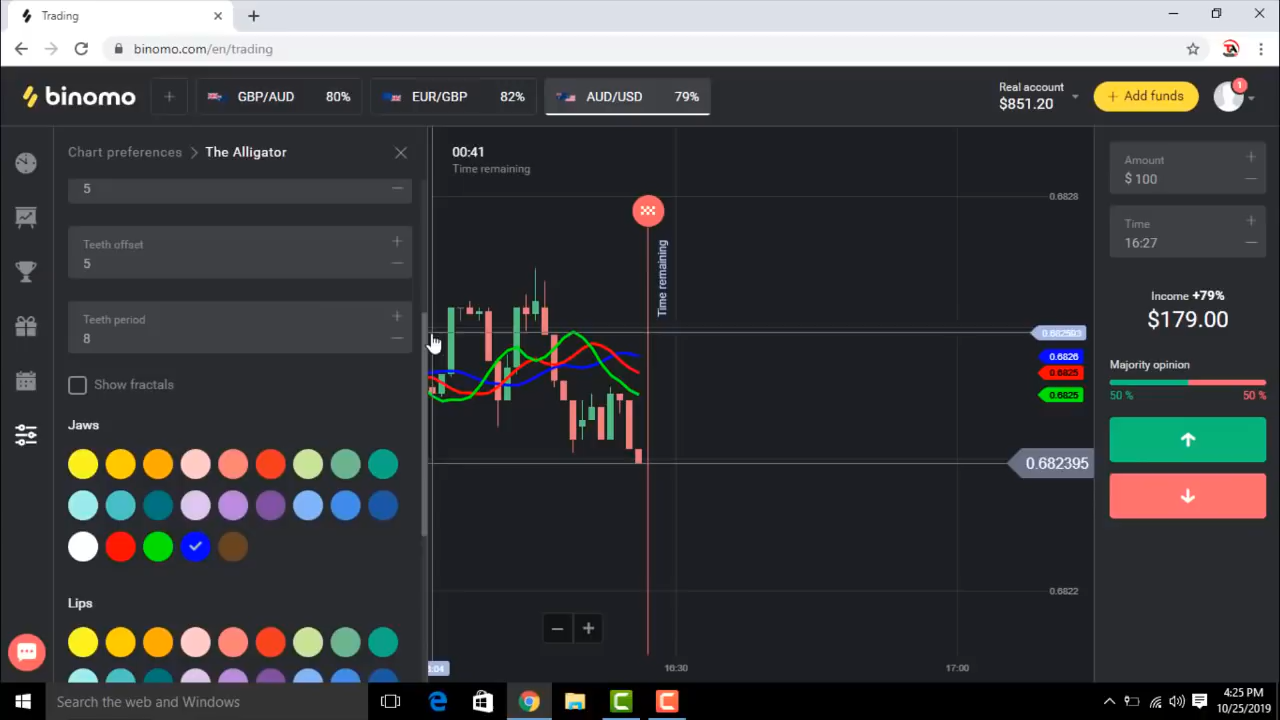 Trading
binomo.com/en/trading
binomo
GBP/AUD 80%
EUR/GBP 82%
AUD/USD 79%
Real account
$851.20
+ Add funds
1
Chart preferences > The Alligator
5
Teeth offset
5
Teeth period
8
Show fractals
Jaws
Lips
00:41
Time remaining
Time remaining
0.6828
0.6826
0.6825
0.6825
0.682395
0.6822
:04
16:30
17:00
Amount
$ 100
Time
16:27
Income +79%
$179.00
Majority opinion
50 %
50 %
Search the web and Windows
4:25 PM
10/25/2019